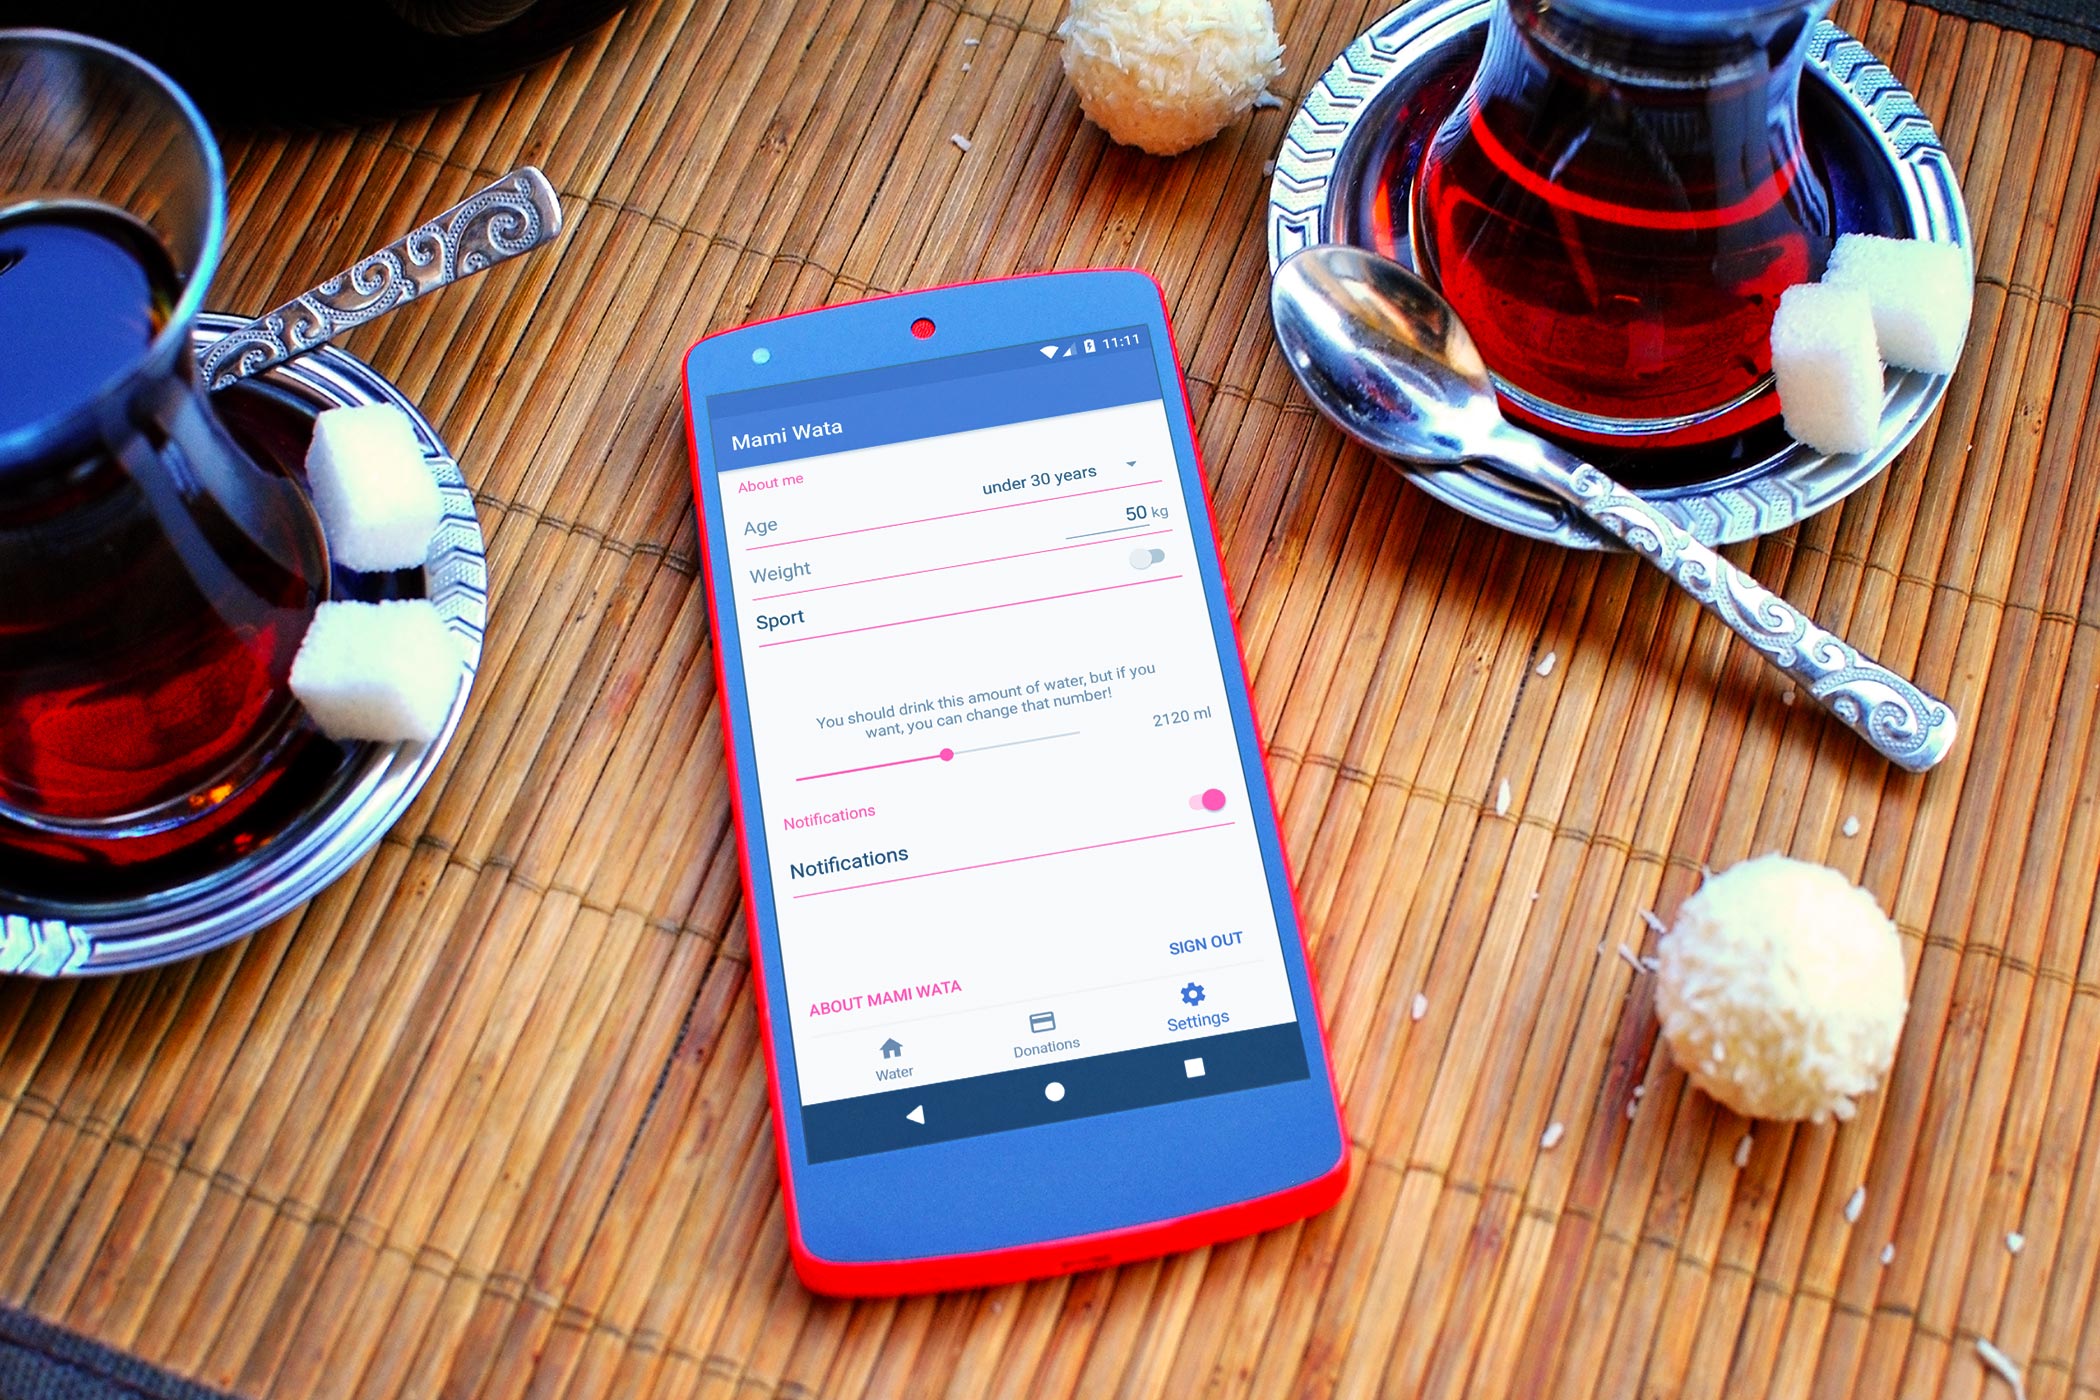 11:11
Mami Wata
About me
Age under 30 years
Weight 50 kg
Sport
You should drink this amount of water, but if you
want, you can change that number!
2120 ml
Notifications
Notifications
SIGN OUT
ABOUT MAMI WATA
Water Donations Settings